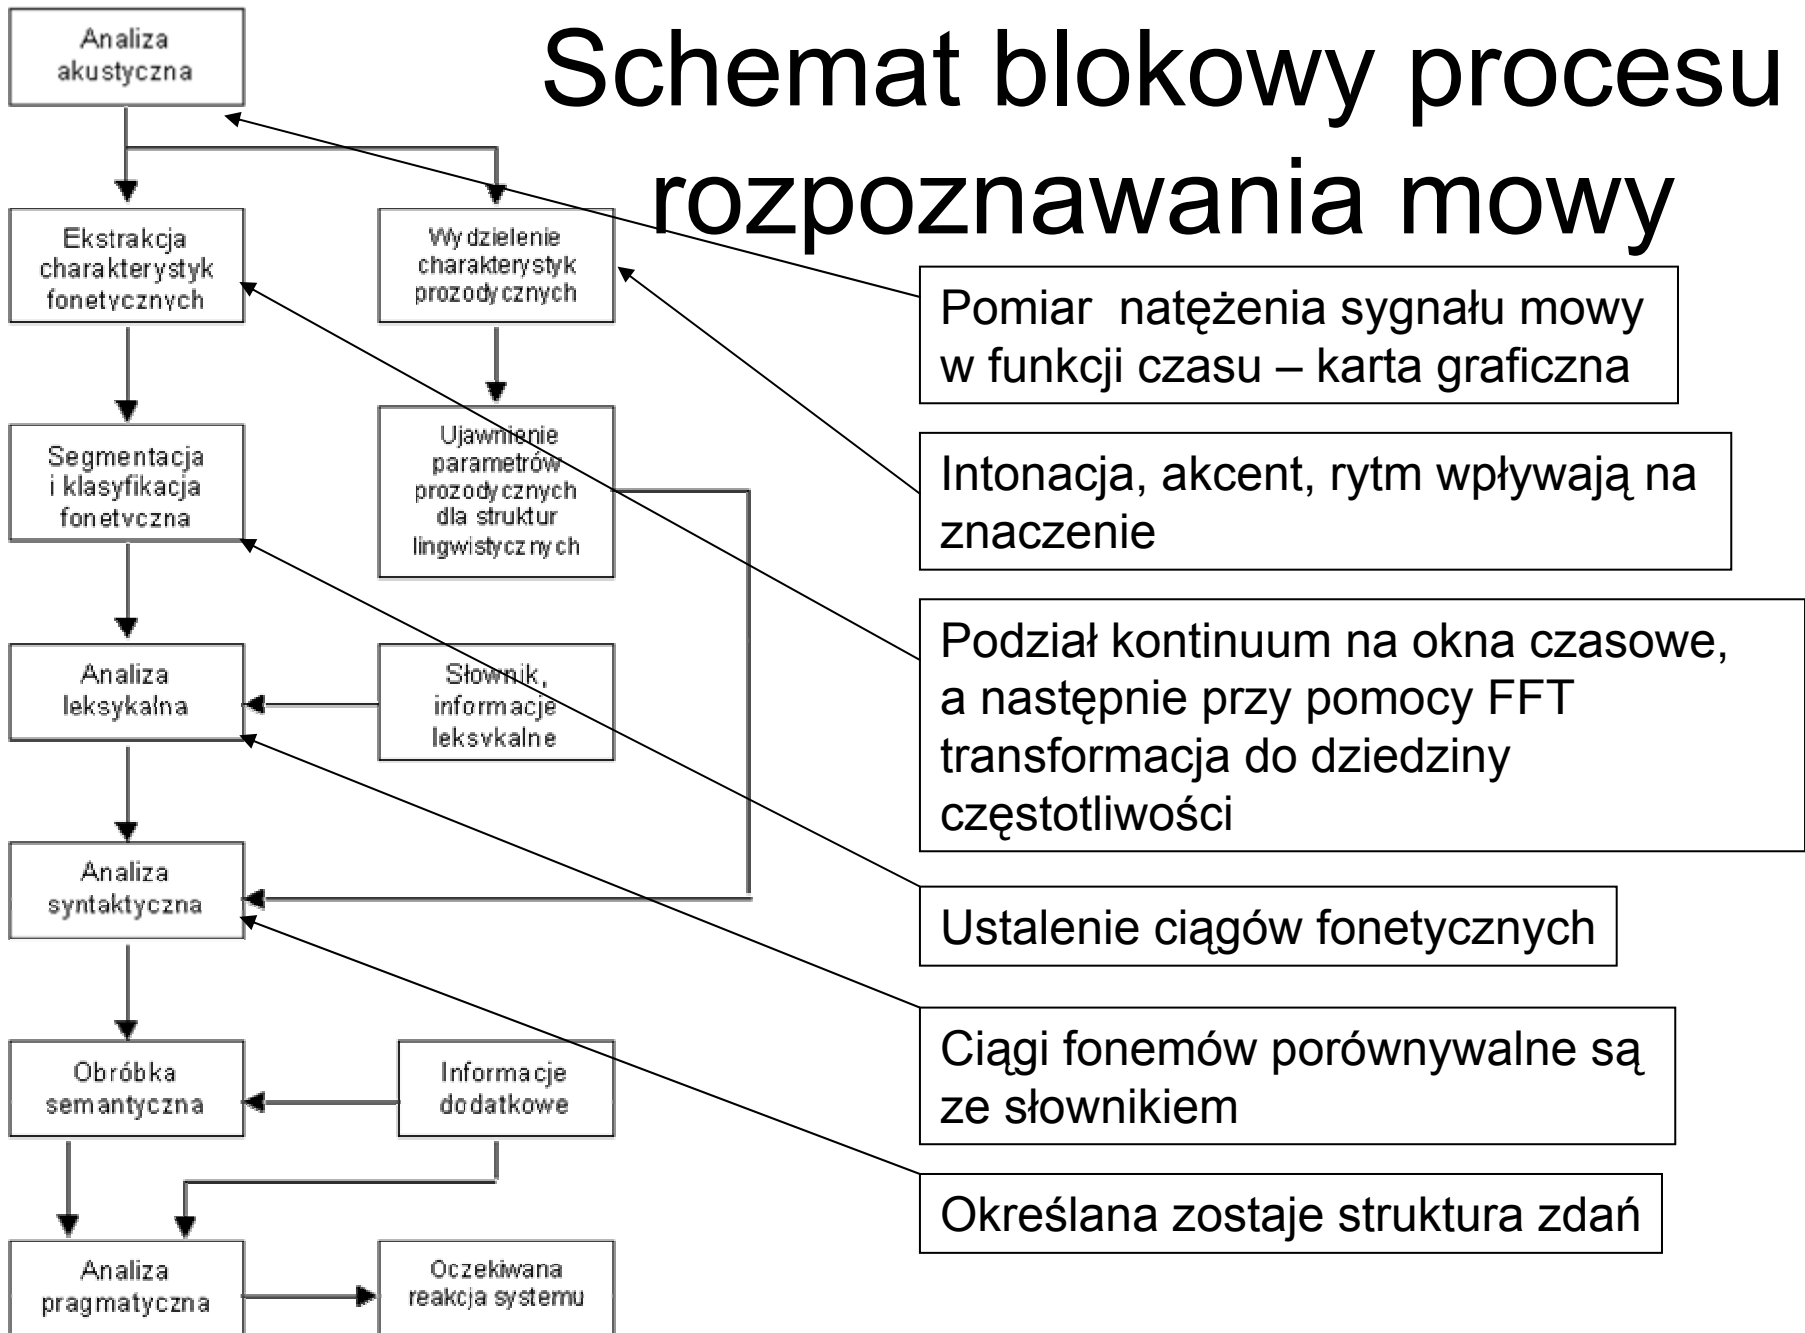 Schemat blokowy procesu
rozpoznawania mowy
Analiza
akustyczna
Ekstrakcja
charakterystyk
fonetycznych
Wydzielenie
charakterystyk
prozodycznych
Segmentacja
i klasyfikacja
fonetyczna
Ujawnienie
parametrów
prozodycznych
dla struktur
lingwistycznych
Analiza
leksykalna
Słownik,
informacje
leksykalne
Analiza
syntaktyczna
Obróbka
semantyczna
Informacje
dodatkowe
Analiza
pragmatyczna
Oczekiwana
reakcja systemu
Pomiar natężenia sygnału mowy
w funkcji czasu – karta graficzna
Intonacja, akcent, rytm wpływają na
znaczenie
Podział kontinuum na okna czasowe,
a następnie przy pomocy FFT
transformacja do dziedziny
częstotliwości
Ustalenie ciągów fonetycznych
Ciągi fonemów porównywalne są
ze słownikiem
Określana zostaje struktura zdań